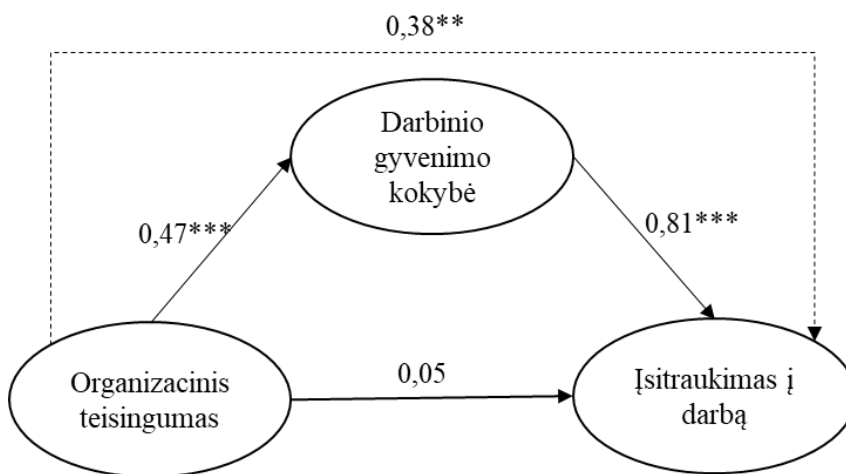 0,38**
Darbinio
gyvenimo
kokybė
0,47***
0,81***
Organizacinis
teisingumas
0,05
Įsitraukimas į
darbą